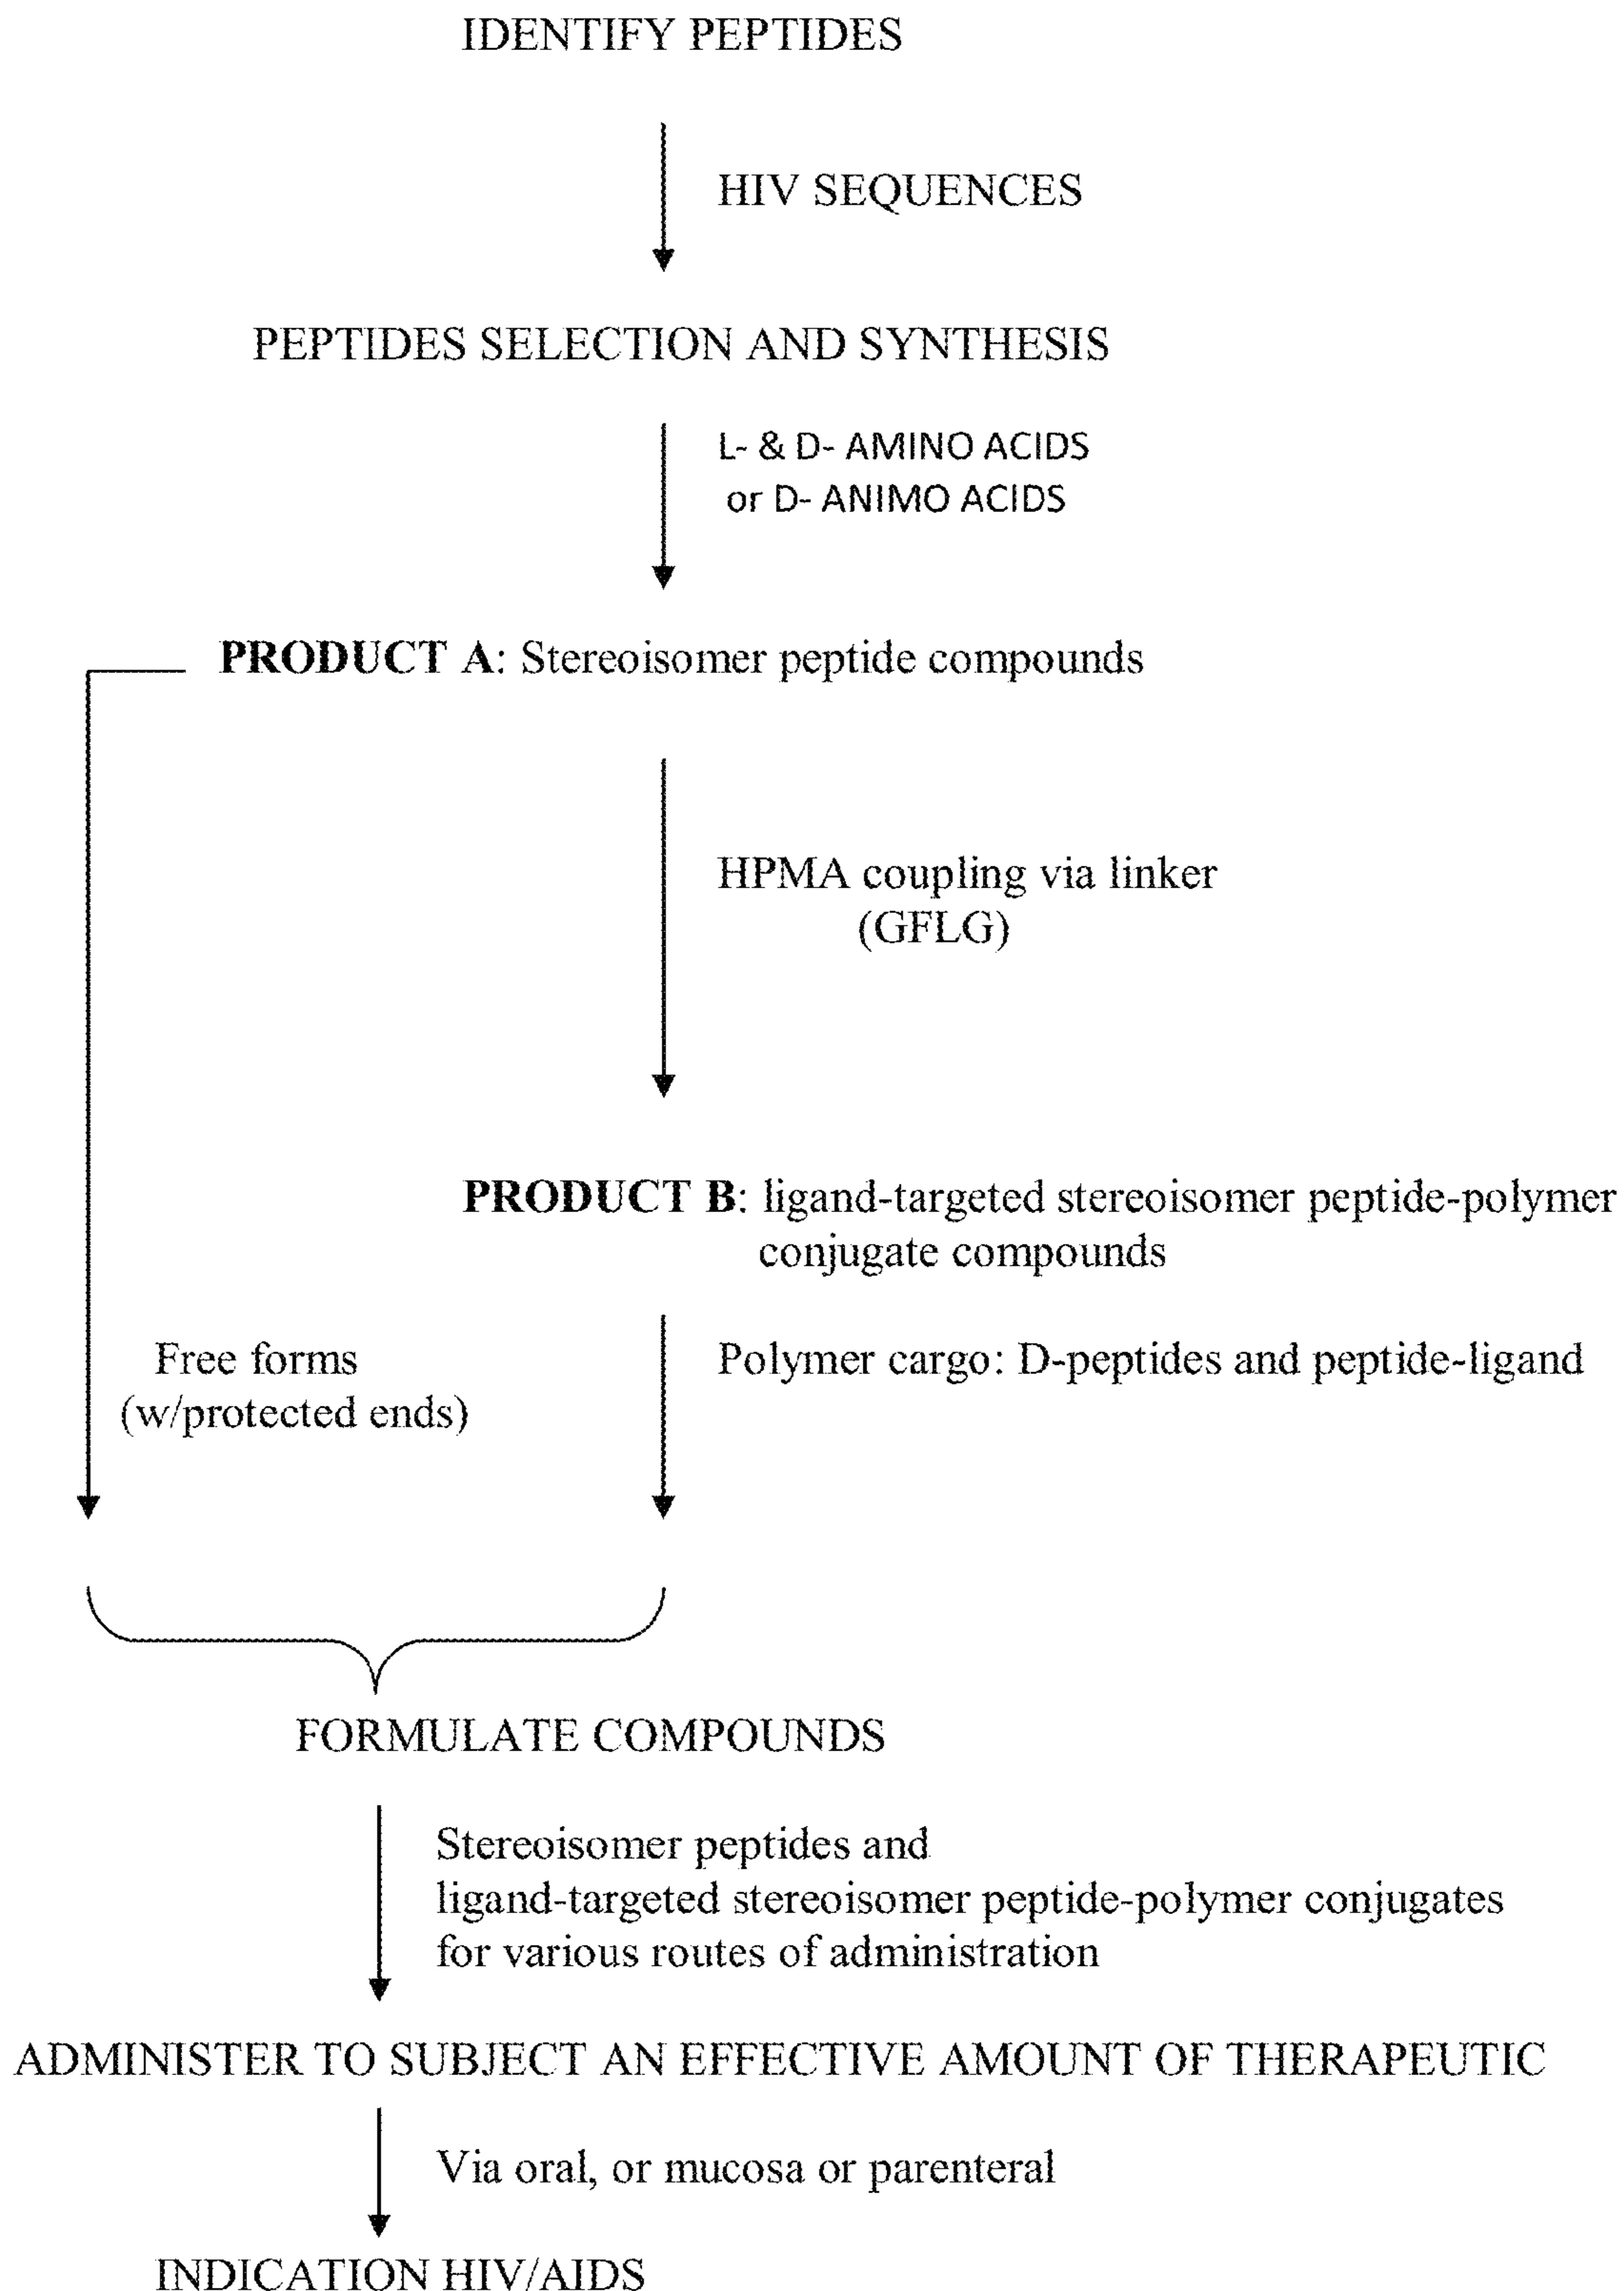 IDENTIFY PEPTIDES
HIV SEQUENCES
PEPTIDES SELECTION AND SYNTHESIS
L- & D- AMINO ACIDS
or D- ANIMO ACIDS
PRODUCT A: Stereoisomer peptide compounds
HPMA coupling via linker
(GFLG)
PRODUCT B: ligand-targeted stereoisomer peptide-polymer
conjugate compounds
Free forms
(w/protected ends)
Polymer cargo: D-peptides and peptide-ligand
FORMULATE COMPOUNDS
Stereoisomer peptides and
ligand-targeted stereoisomer peptide-polymer conjugates
for various routes of administration
ADMINISTER TO SUBJECT AN EFFECTIVE AMOUNT OF THERAPEUTIC
Via oral, or mucosa or parenteral
INDICATION HIV/AIDS